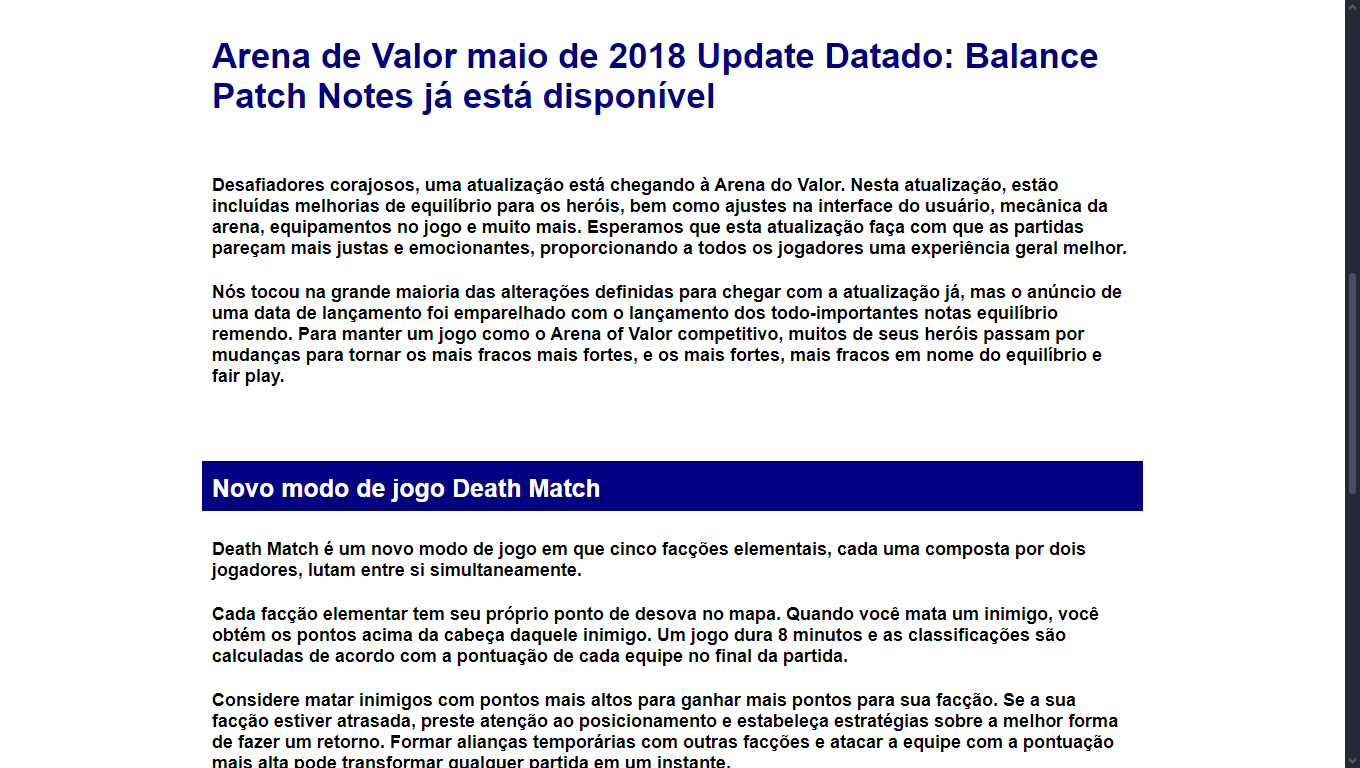 Arena de Valor maio de 2018 Update Datado: Balance
Patch Notes já está disponível
Desafiadores corajosos, uma atualização está chegando à Arena do Valor. Nesta atualização, estão
incluídas melhorias de equilíbrio para os heróis, bem como ajustes na interface do usuário, mecânica da
arena, equipamentos no jogo e muito mais. Esperamos que esta atualização faça com que as partidas
pareçam mais justas e emocionantes, proporcionando a todos os jogadores uma experiência geral melhor.
Nós tocou na grande maioria das alterações definidas para chegar com a atualização já, mas o anúncio de
uma data de lançamento foi emparelhado com o lançamento dos todo-importantes notas equilíbrio
remendo. Para manter um jogo como o Arena of Valor competitivo, muitos de seus heróis passam por
mudanças para tornar os mais fracos mais fortes, e os mais fortes, mais fracos em nome do equilíbrio e
fair play.
Novo modo de jogo Death Match
Death Match é um novo modo de jogo em que cinco facções elementais, cada uma composta por dois
jogadores, lutam entre si simultaneamente.
Cada facção elementar tem seu próprio ponto de desova no mapa. Quando você mata um inimigo, você
obtém os pontos acima da cabeça daquele inimigo. Um jogo dura 8 minutos e as classificações são
calculadas de acordo com a pontuação de cada equipe no final da partida.
Considere matar inimigos com pontos mais altos para ganhar mais pontos para sua facção. Se a sua
facção estiver atrasada, preste atenção ao posicionamento e estabeleça estratégias sobre a melhor forma
de fazer um retorno. Formar alianças temporárias com outras facções e atacar a equipe com a pontuação
mais alta pode transformar qualquer partida em um instante.